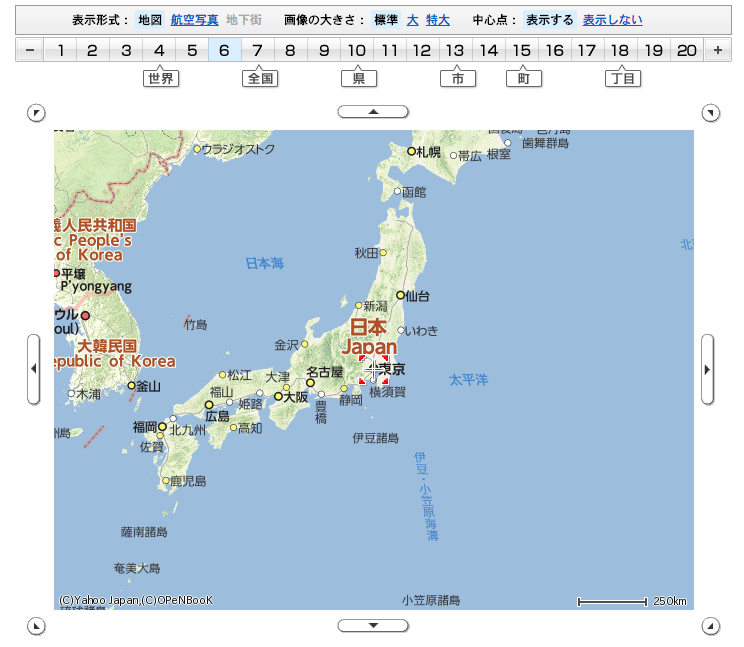 表示形式： 地図 航空写真 地下街 画像の大きさ： 標準 大 特大 中心点： 表示する 表示しない
－ 1 2 3 4 5 6 7 8 9 10 11 12 13 14 15 16 17 18 19 20 ＋
世界 全国 県 市 町 丁目
ウラジオストク
札幌
帯広 根室
歯舞群島
函館
義人民共和国
c People's
of Korea
日本海
秋田
平壌
P'yongyang
仙台
新潟
ウル
oul)
竹島
いわき
日本
Japan
大韓民国
epublic of Korea
金沢
東京
名古屋
松江
大津
太平洋
釜山
木浦
福山
姫路
大阪
静岡
横須賀
豊橋
広島
福岡
北九州
高知
州島
佐賀
伊豆諸島
伊豆・小笠原海溝
鹿児島
薩南諸島
奄美大島
(C)Yahoo Japan,(C)OPeNBooK
小笠原諸島
250km